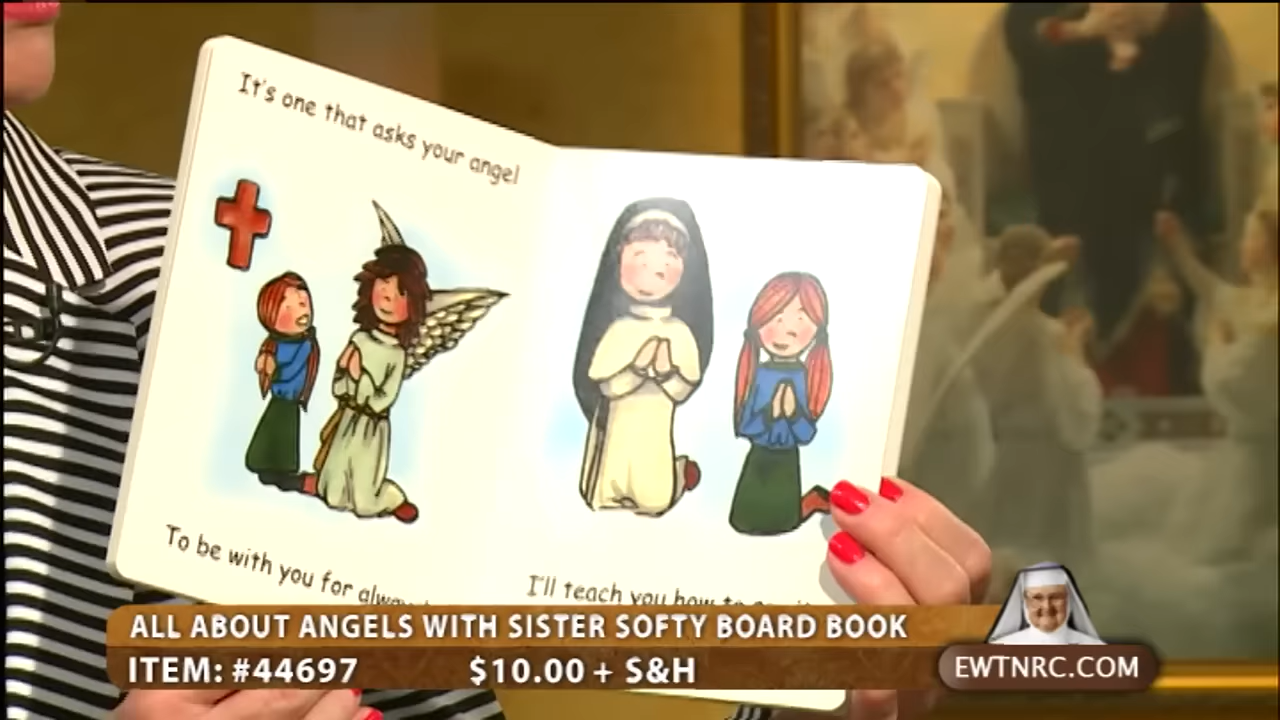 It's one that asks your angel
To be with you for
I'll teach you how to
ALL ABOUT ANGELS WITH SISTER SOFTY BOARD BOOK
ITEM: #44697 $10.00 + S&H
EWTNRC.COM